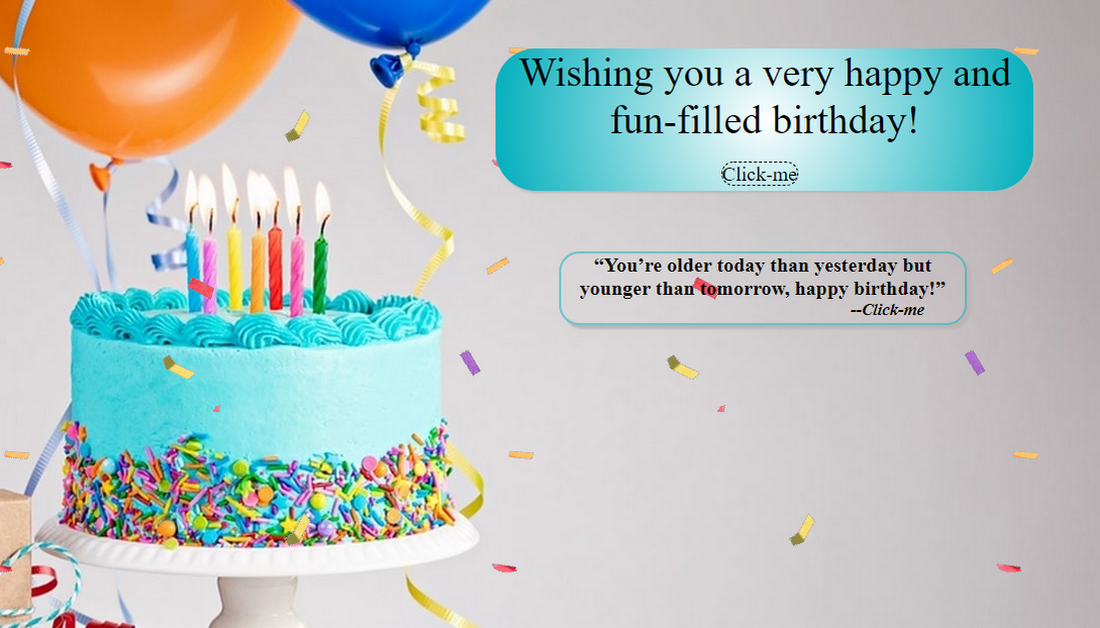 Wishing you a very happy and
fun-filled birthday!
Click-me
“You’re older today than yesterday but
younger than tomorrow, happy birthday!”
--Click-me